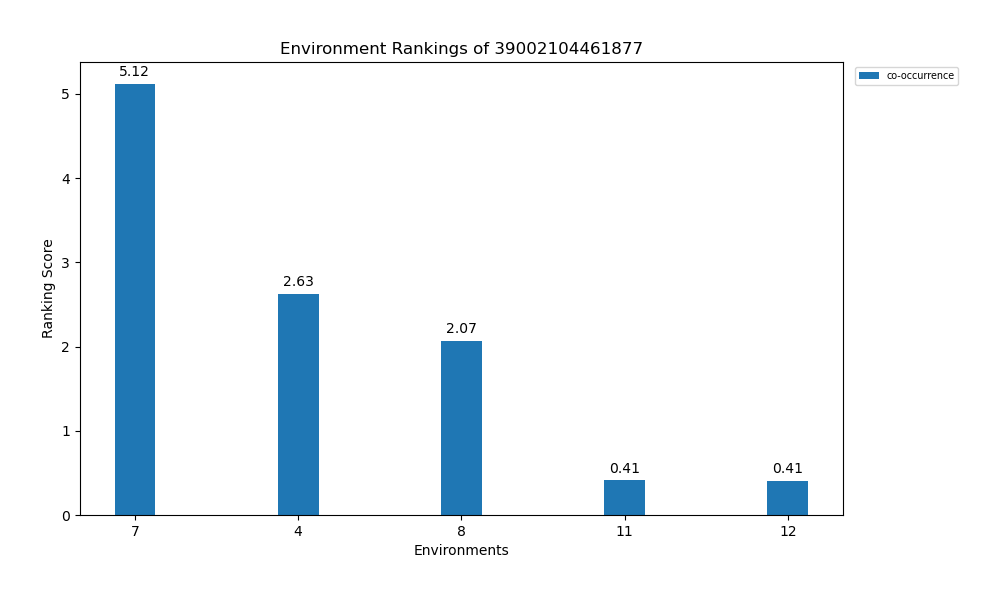 Environment Rankings of 39002104461877
co-occurrence
5.12
2.63
2.07
0.41
0.41
Ranking Score
5
4
3
2
1
0
7 4 8 11 12
Environments